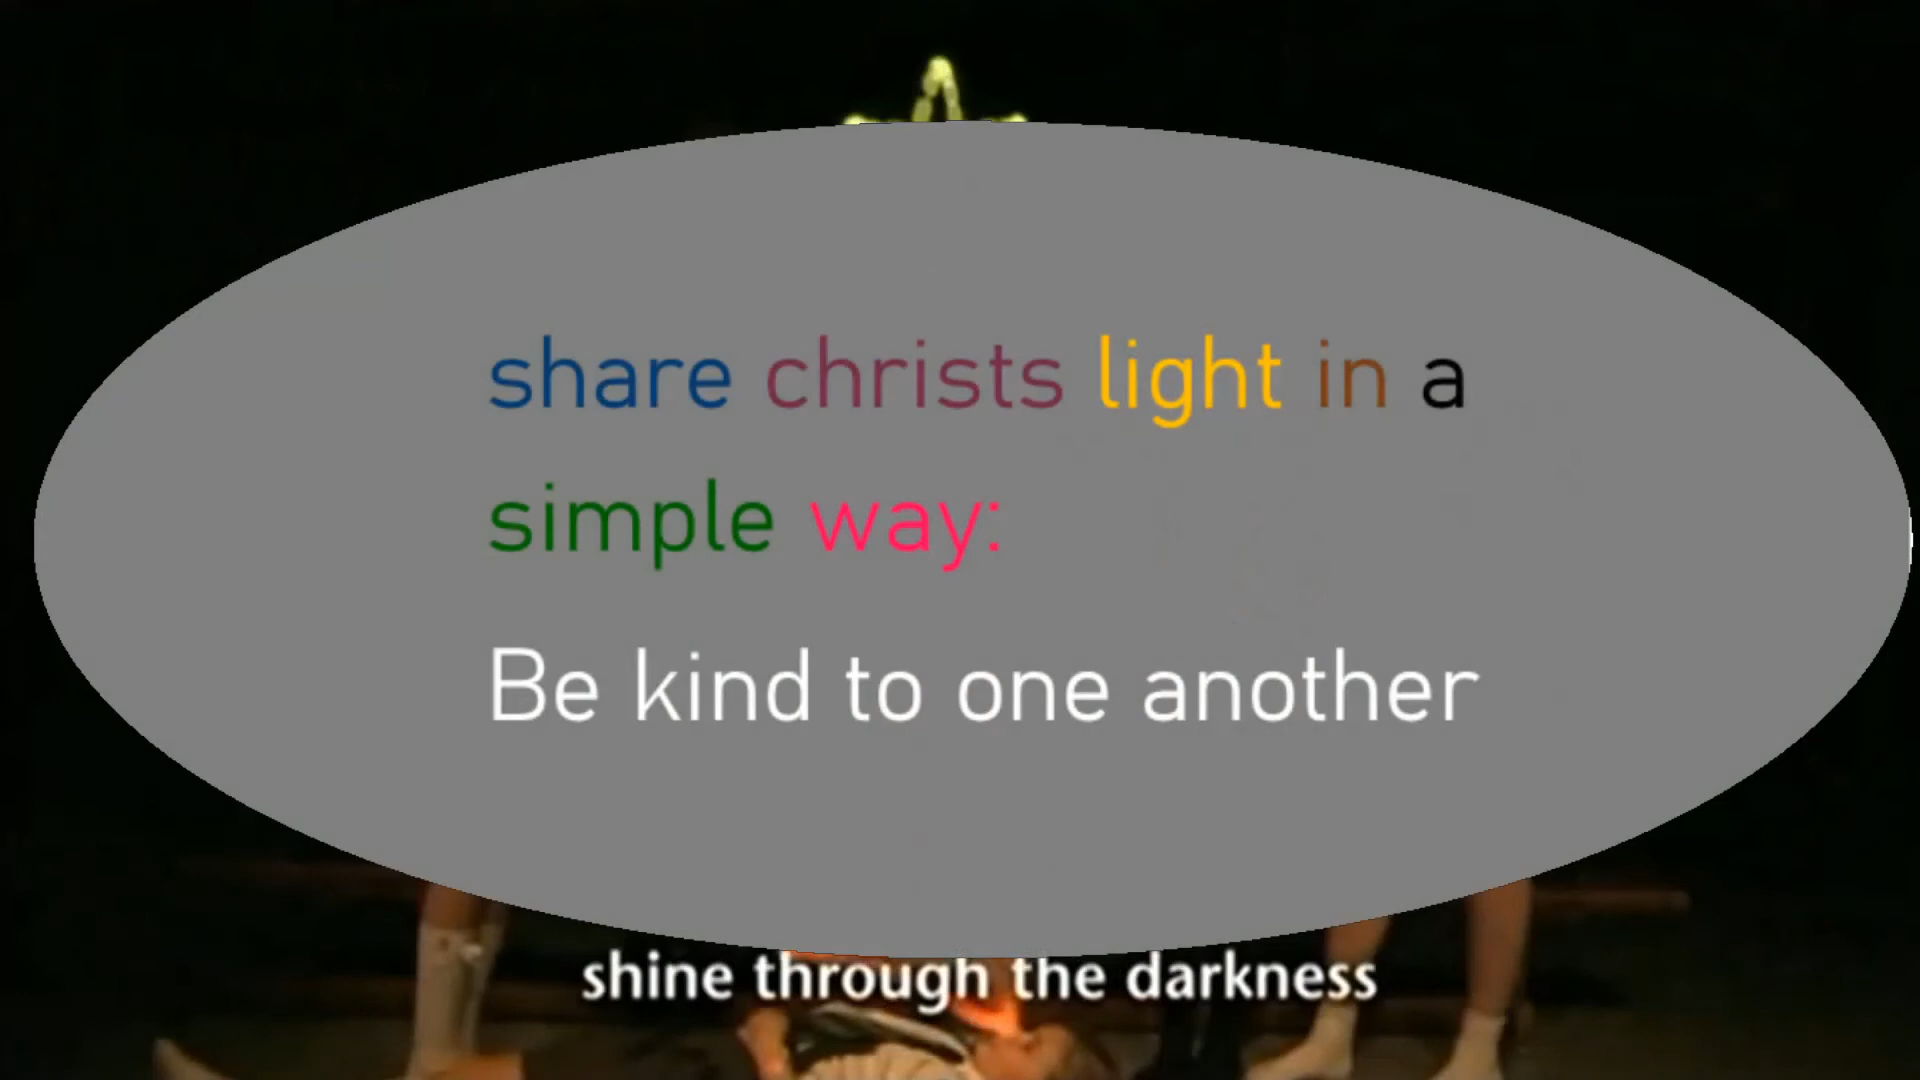 share christs light in a
simple way:
Be kind to one another
shine through the darkness